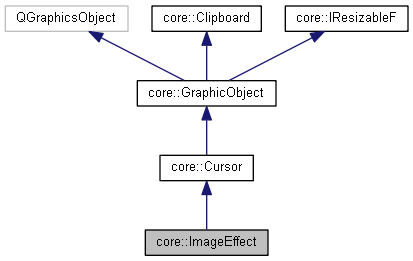 QGraphicsObject
core::Clipboard
core::IResizableF
core::GraphicObject
core::Cursor
core::ImageEffect